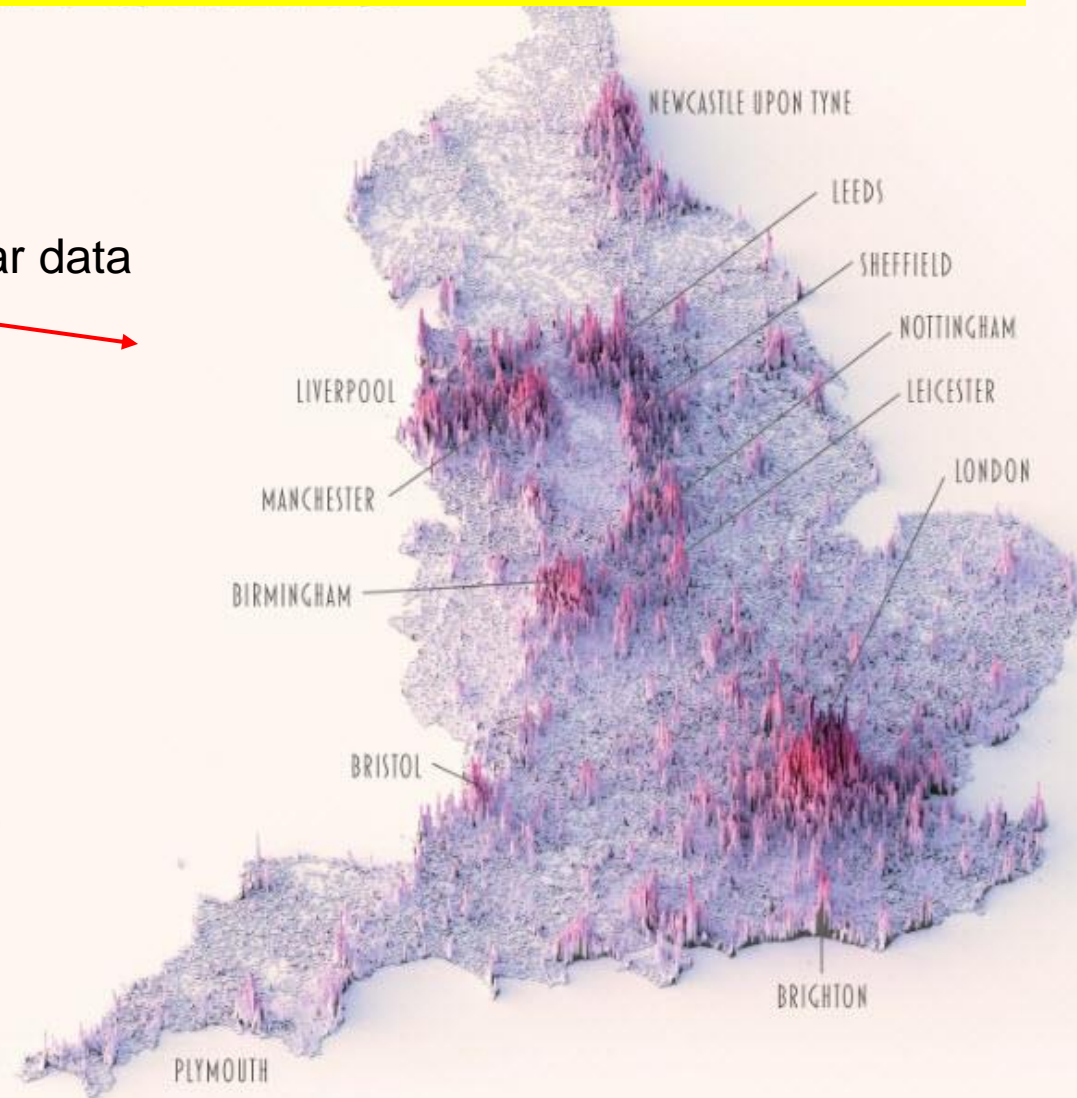 NEWCASTLE UPON TYNE
LEEDS
ar data
SHEFFIELD
NOTTINGHAM
LIVERPOOL
LEICESTER
LONDON
MANCHESTER
BIRMINGHAM
BRISTOL
BRIGHTON
PLYMOUTH